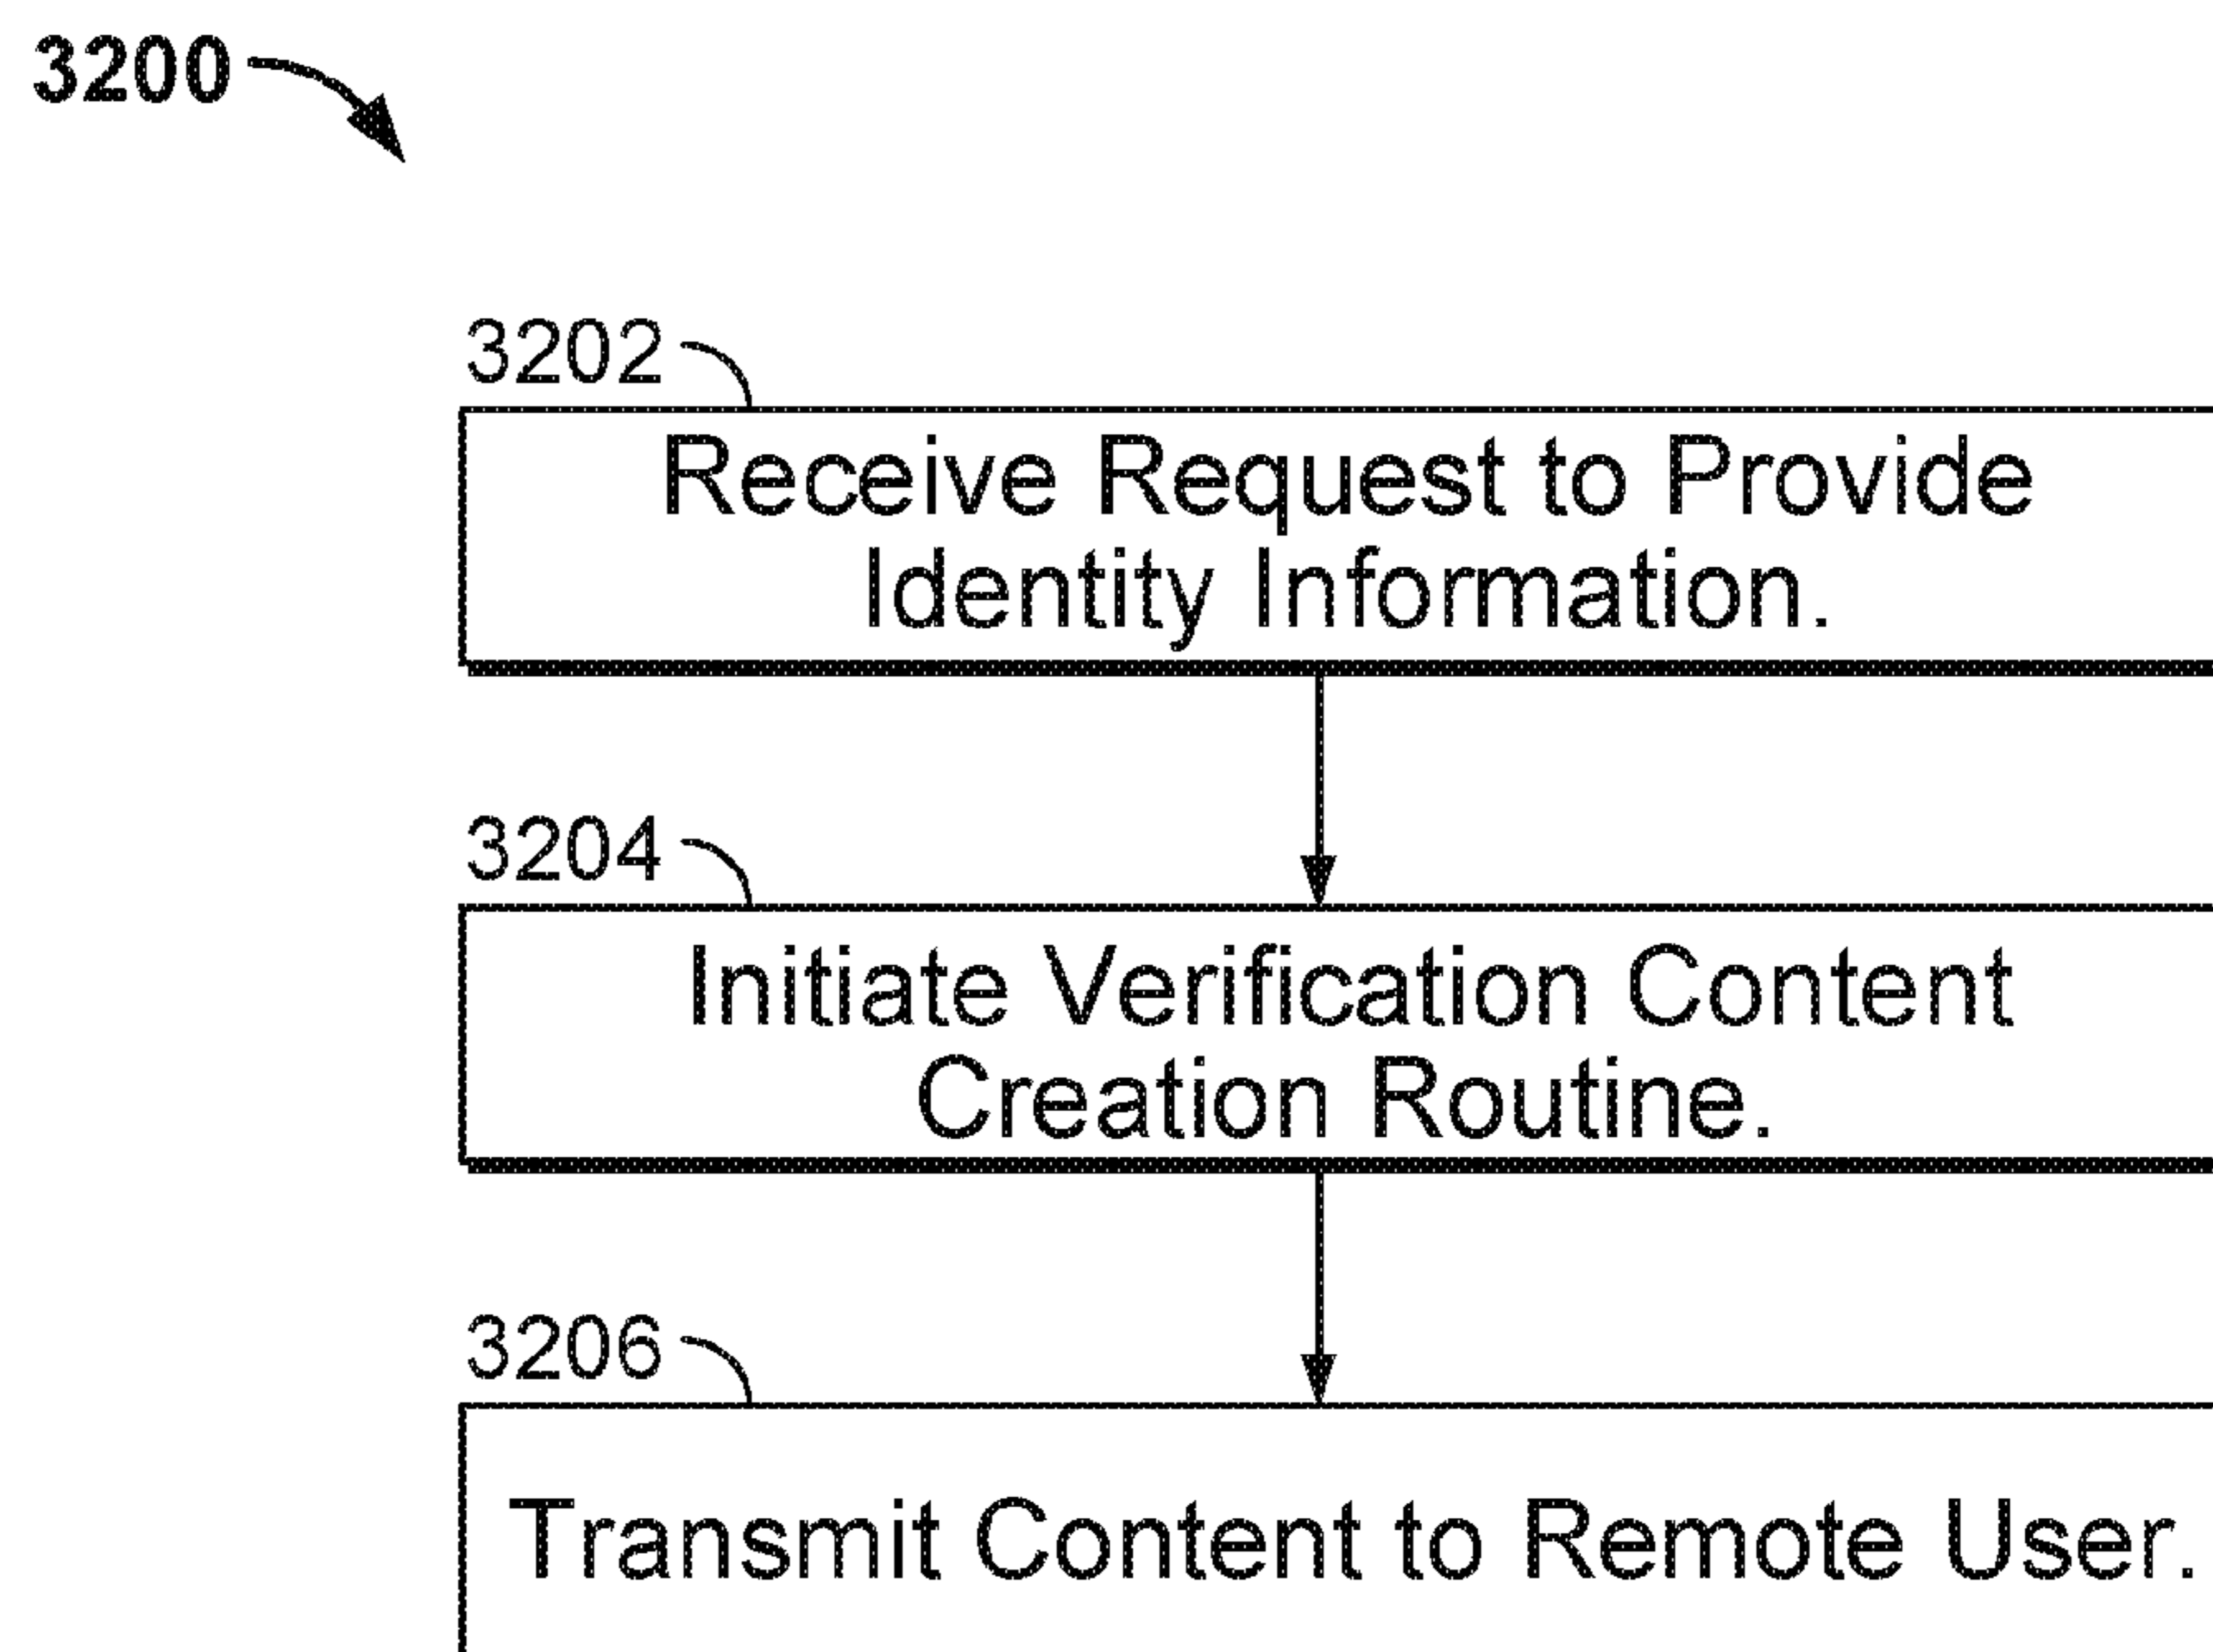 3200
3202
Receive Request to Provide
Identity Information.
3204
Initiate Verification Content
Creation Routine.
3206
Transmit Content to Remote User.